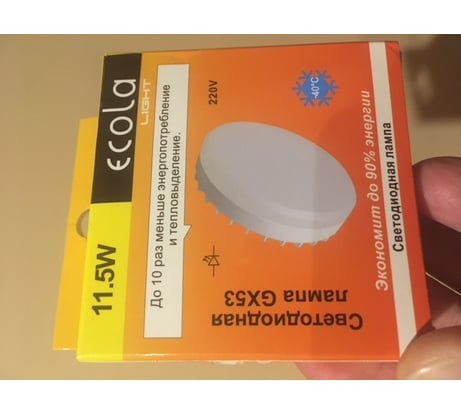 ecola
LIGHT
11.5W
До 10 раз меньше энергопотребление
и тепловыделение.
220V
-40°C
Светодиодная
лампа GX53
Экономит до 90% энергии
Светодиодная лампа